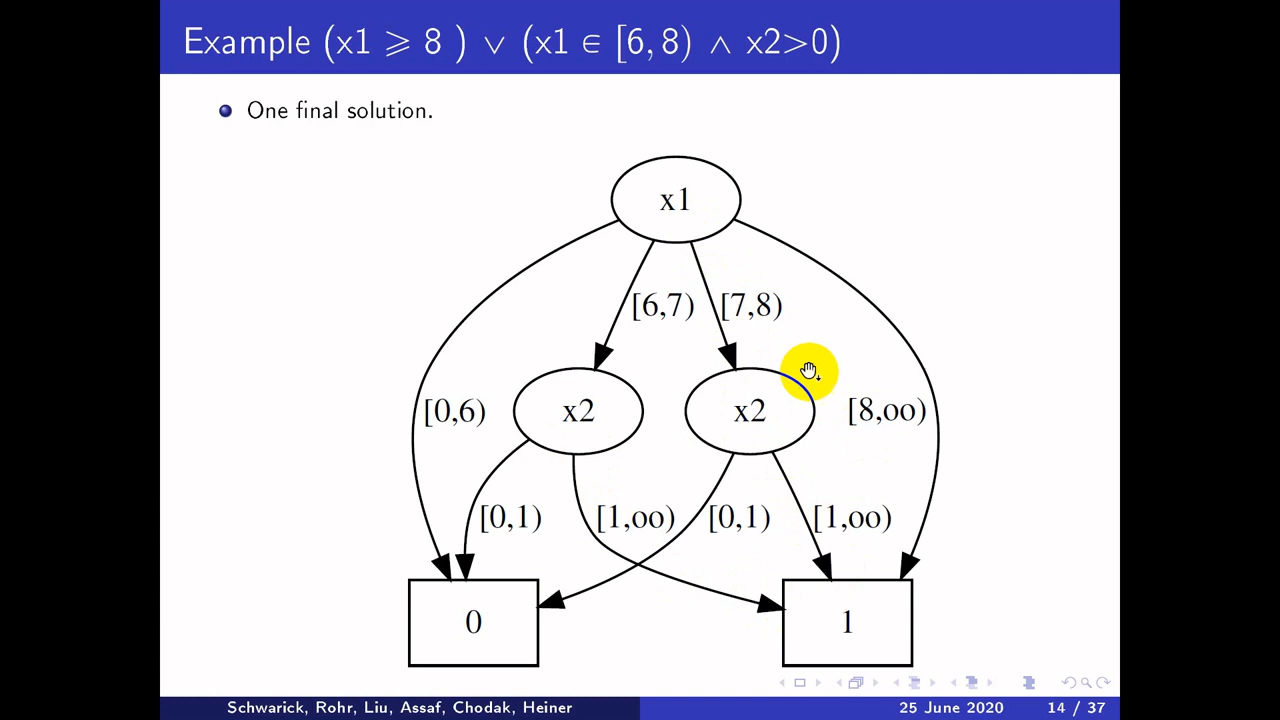 Example (x1 ⩾ 8 ) ∨ (x1 ∈ [6, 8) ∧ x2>0)
One final solution.
x1
[6,7) [7,8)
[0,6) x2 x2 [8,oo)
[0,1) [1,oo) [0,1) [1,oo)
0 1
Schwarick, Rohr, Liu, Assaf, Chodak, Heiner 25 June 2020 14 / 37